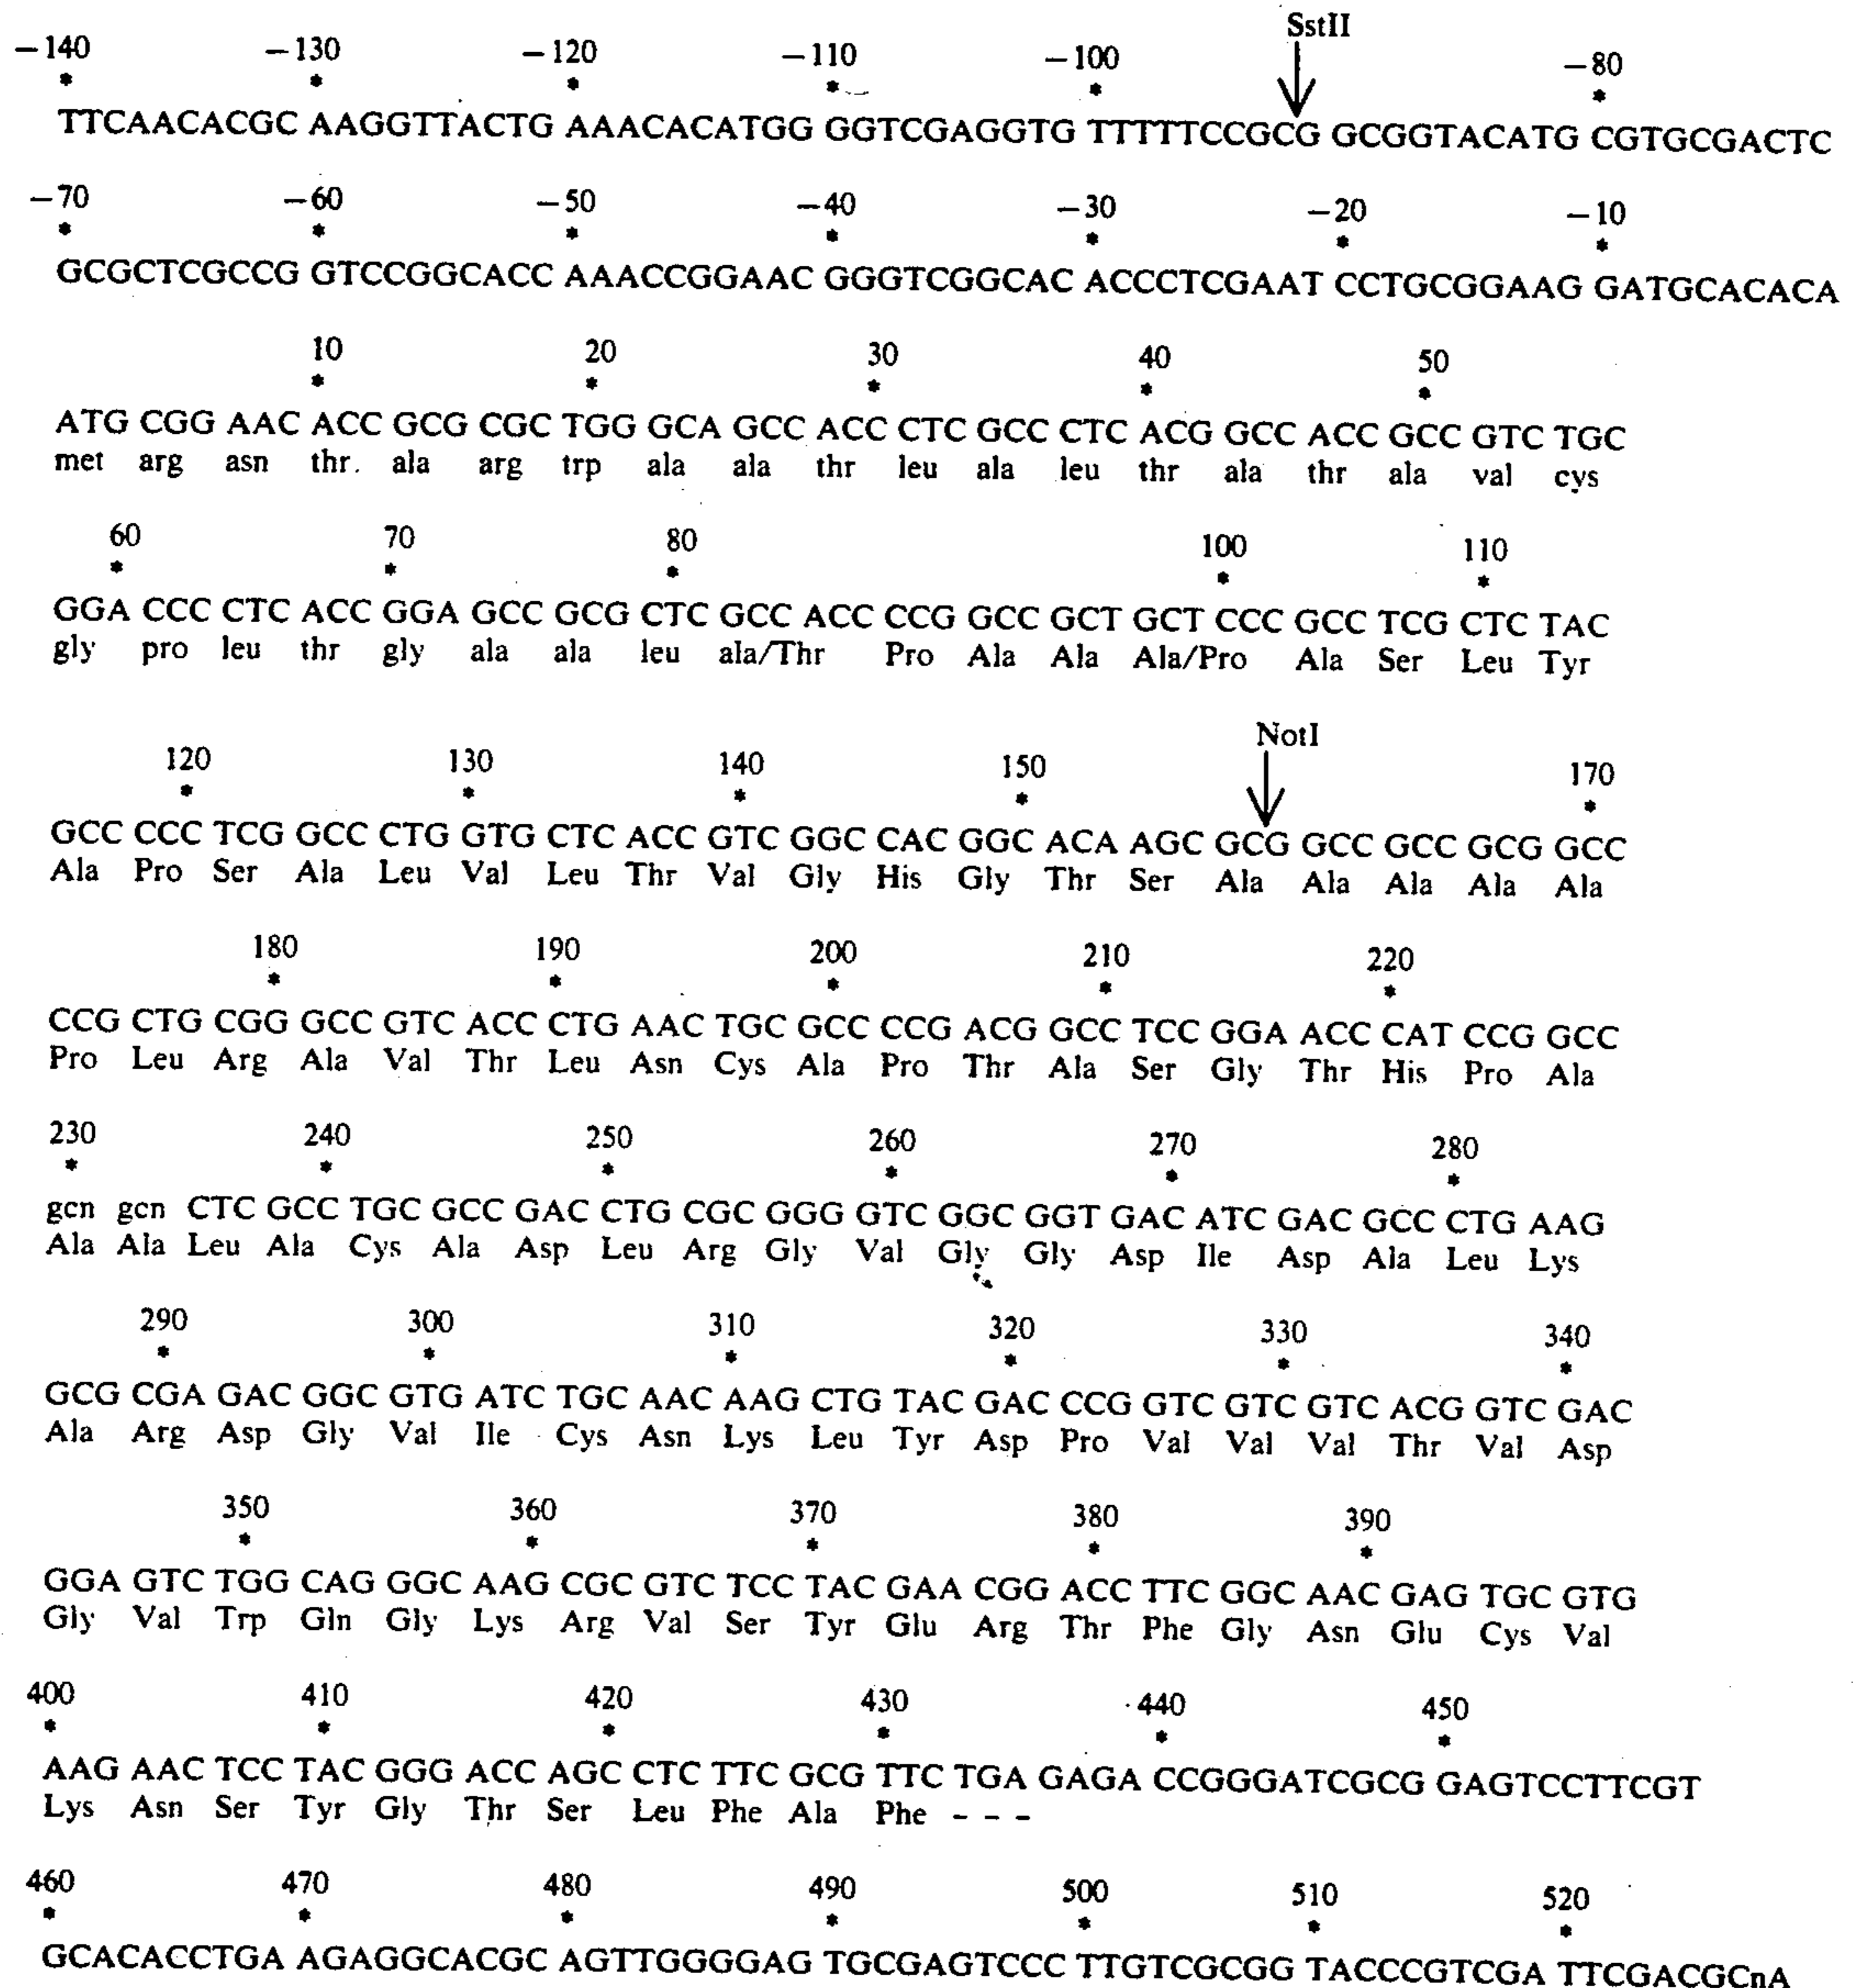 SstII
−140 −130 −120 −110 −100 −80
* * * * * *
TTCAACACGC AAGGTTACTG AAACACATGG GGTCGAGGTG TTTTTCCGCG GCGGTACATG CGTGCGACTC
−70 −60 −50 −40 −30 −20 −10
* * * * * * *
GCGCTCGCCG GTCCGGCACC AAACCGGAAC GGGTCGGCAC ACCCTCGAAT CCTGCGGAAG GATGCACACA
10 20 30 40 50
* * * * *
ATG CGG AAC ACC GCG CGC TGG GCA GCC ACC CTC GCC CTC ACG GCC ACC GCC GTC TGC
met arg asn thr. ala arg trp ala ala thr leu ala leu thr ala thr ala val cys
60 70 80 100 110
* * * * *
GGA CCC CTC ACC GGA GCC GCG CTC GCC ACC CCG GCC GCT GCT CCC GCC TCG CTC TAC
gly pro leu thr gly ala ala leu ala/Thr Pro Ala Ala Ala/Pro Ala Ser Leu Tyr
NotI
120 130 140 150 170
* * * * *
GCC CCC TCG GCC CTG GTG CTC ACC GTC GGC CAC GGC ACA AGC GCG GCC GCC GCG GCC
Ala Pro Ser Ala Leu Val Leu Thr Val Gly His Gly Thr Ser Ala Ala Ala Ala Ala
180 190 200 210 220
* * * * *
CCG CTG CGG GCC GTC ACC CTG AAC TGC GCC CCG ACG GCC TCC GGA ACC CAT CCG GCC
Pro Leu Arg Ala Val Thr Leu Asn Cys Ala Pro Thr Ala Ser Gly Thr His Pro Ala
230 240 250 260 270 280
* * * * * *
gcn gcn CTC GCC TGC GCC GAC CTG CGC GGG GTC GGC GGT GAC ATC GAC GCC CTG AAG
Ala Ala Leu Ala Cys Ala Asp Leu Arg Gly Val Gly Gly Asp Ile Asp Ala Leu Lys
290 300 310 320 330 340
* * * * * *
GCG CGA GAC GGC GTG ATC TGC AAC AAG CTG TAC GAC CCG GTC GTC GTC ACG GTC GAC
Ala Arg Asp Gly Val Ile Cys Asn Lys Leu Tyr Asp Pro Val Val Val Thr Val Asp
350 360 370 380 390
* * * * *
GGA GTC TGG CAG GGC AAG CGC GTC TCC TAC GAA CGG ACC TTC GGC AAC GAG TGC GTG
Gly Val Trp Gln Gly Lys Arg Val Ser Tyr Glu Arg Thr Phe Gly Asn Glu Cys Val
400 410 420 430 440 450
* * * * * *
AAG AAC TCC TAC GGG ACC AGC CTC TTC GCG TTC TGA GAGA CCGGGATCGCG GAGTCCTTCGT
Lys Asn Ser Tyr Gly Thr Ser Leu Phe Ala Phe - - -
460 470 480 490 500 510 520
* * * * * * *
GCACACCTGA AGAGGCACGC AGTTGGGGAG TGCGAGTCCC TTGTCGCGG TACCCGTCGA TTCGACGCnA